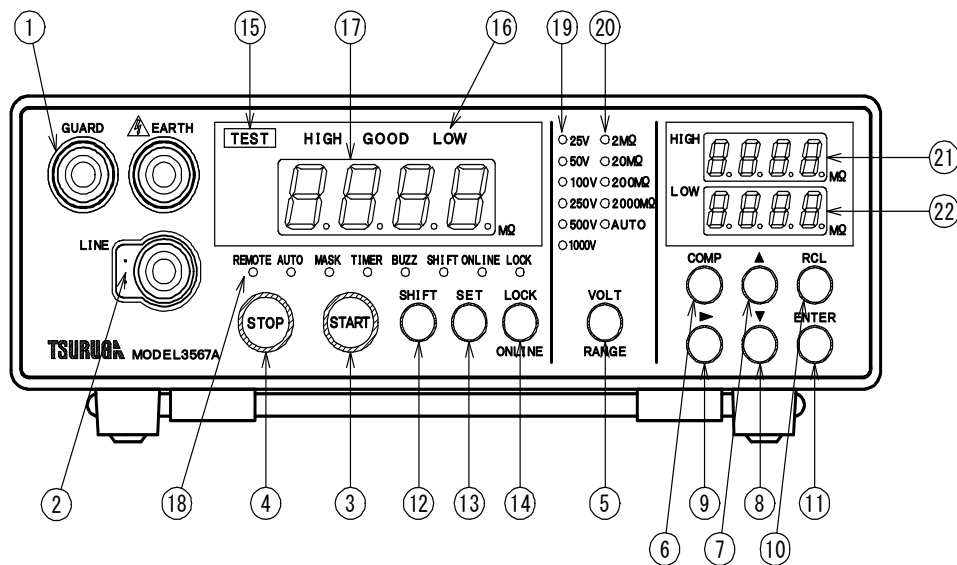 ① ⑮ ⑰ ⑯ ⑲ ⑳
GUARD EARTH
TEST HIGH GOOD LOW
MΩ
25V 2MΩ
50V 20MΩ
100V 200MΩ
250V 2000MΩ
500V AUTO
1000V
HIGH
MΩ
LOW
MΩ
㉑
㉒
LINE
REMOTE AUTO MASK TIMER BUZZ SHIFT ONLINE LOCK
STOP START
SHIFT SET LOCK
ONLINE
VOLT
RANGE
COMP ▲ RCL
► ▼ ENTER
TSURUGA MODEL3567A
② ⑱ ④ ③ ⑫ ⑬ ⑭ ⑤ ⑥ ⑨ ⑦ ⑧ ⑩ ⑪